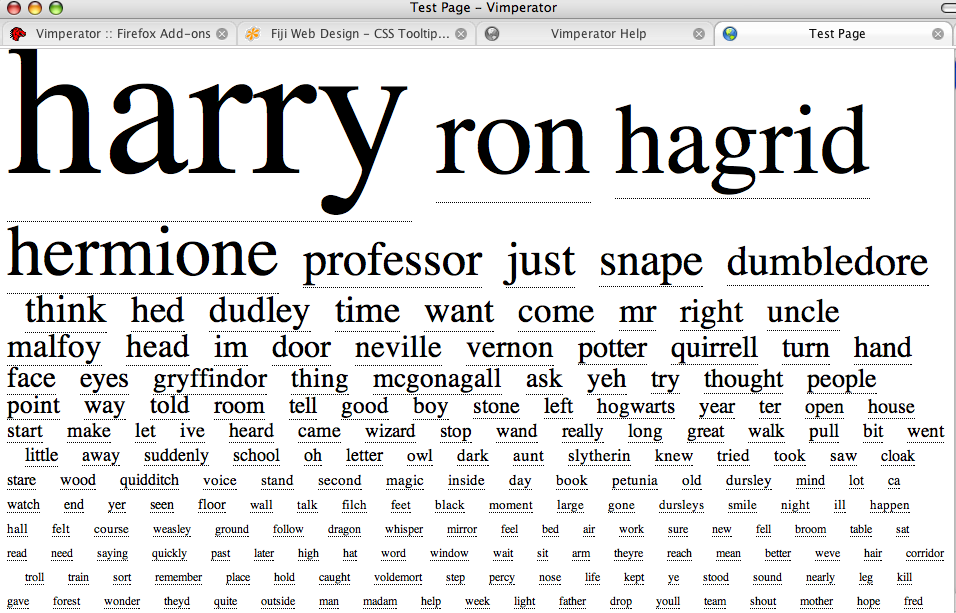 Test Page – Vimperator
Vimperator :: Firefox Add-ons Fiji Web Design – CSS Tooltip... Vimperator Help Test Page
harry ron hagrid
hermione professor just snape dumbledore
think hed dudley time want come mr right uncle
malfoy head im door neville vernon potter quirrell turn hand
face eyes gryffindor thing mcgonagall ask yeh try thought people
point way told room tell good boy stone left hogwarts year ter open house
start make let ive heard came wizard stop wand really long great walk pull bit went
little away suddenly school oh letter owl dark aunt slytherin knew tried took saw cloak
stare wood quidditch voice stand second magic inside day book petunia old dursley mind lot ca
watch end yer seen floor wall talk filch feet black moment large gone dursleys smile night ill happen
hall felt course weasley ground follow dragon whisper mirror feel bed air work sure new fell broom table sat
read need saying quickly past later high hat word window wait sit arm theyre reach mean better weve hair corridor
troll train sort remember place hold caught voldemort step percy nose life kept ye stood sound nearly leg kill
gave forest wonder theyd quite outside man madam help week light father drop youll team shout mother hope fred